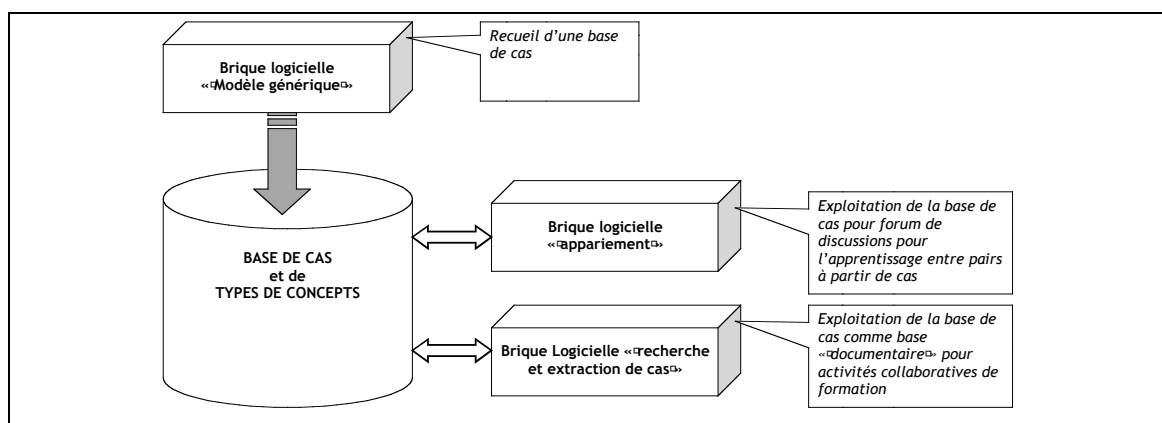 Brique logicielle
«Modèle générique»
Recueil d’une base
de cas
BASE DE CAS
et de
TYPES DE CONCEPTS
Brique logicielle
«appariement»
Exploitation de la base de
cas pour forum de
discussions pour
l’apprentissage entre pairs
à partir de cas
Brique Logicielle «recherche
et extraction de cas»
Exploitation de la base de
cas comme base
«documentaire» pour
activités collaboratives de
formation